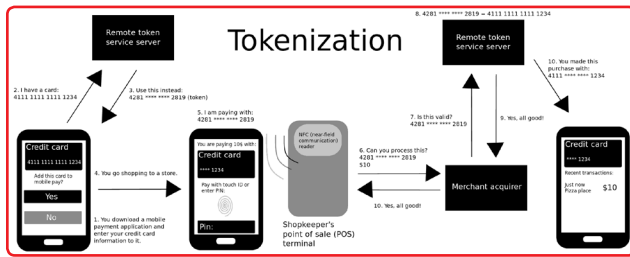 Tokenization
Remote token
service server
2. I have a card:
4111 1111 1111 1234
3. Use this instead:
4281 **** **** 2819 (token)
Credit card
4111 1111 1111 1234
Add this card to
mobile pay?
Yes
No
4. You go shopping to a store.
1. You download a mobile
payment application and
enter your credit card
information to it.
5. I am paying with:
4281 **** **** 2819
You are paying 10$ with:
Credit card
**** 1234
Pay with touch ID or
enter PIN:
Pin:
NFC (near-field
communication)
reader
Shopkeeper's
point of sale (POS)
terminal
6. Can you process this?
4281 **** **** 2819
$10
10. Yes, all good!
Merchant acquirer
7. Is this valid?
4281 **** **** 2819
8. 4281 **** **** 2819 = 4111 1111 1111 1234
Remote token
service server
9. Yes, all good!
10. You made this
purchase with:
4111 **** **** 1234
Credit card
**** 1234
Recent transactions:
Just now
Pizza place
$10